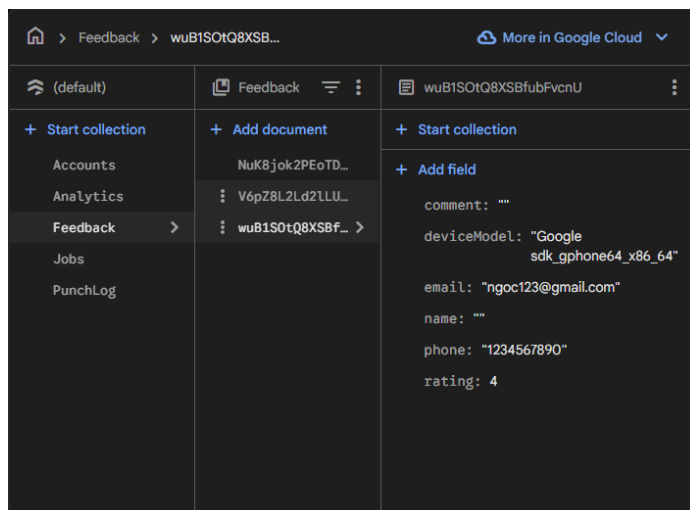 Feedback > wuB1SOtQ8XSB...
More in Google Cloud
(default)
Feedback
wuB1SOtQ8XSBfubFvcnU
+ Start collection
+ Add document
+ Start collection
Accounts
Analytics
Feedback
Jobs
PunchLog
NuK8jok2PEoTD…
V6pZ8L2Ld2lLU…
wuB1SOtQ8XSBf…
+ Add field
comment: ""
deviceModel: "Google
sdk_gphone64_x86_64"
email: "ngoc123@gmail.com"
name: ""
phone: "1234567890"
rating: 4